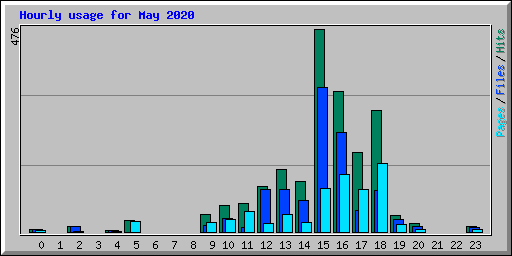 Hourly usage for May 2020
476
Pages/Files/Hits
0 1 2 3 4 5 6 7 8 9 10 11 12 13 14 15 16 17 18 19 20 21 22 23